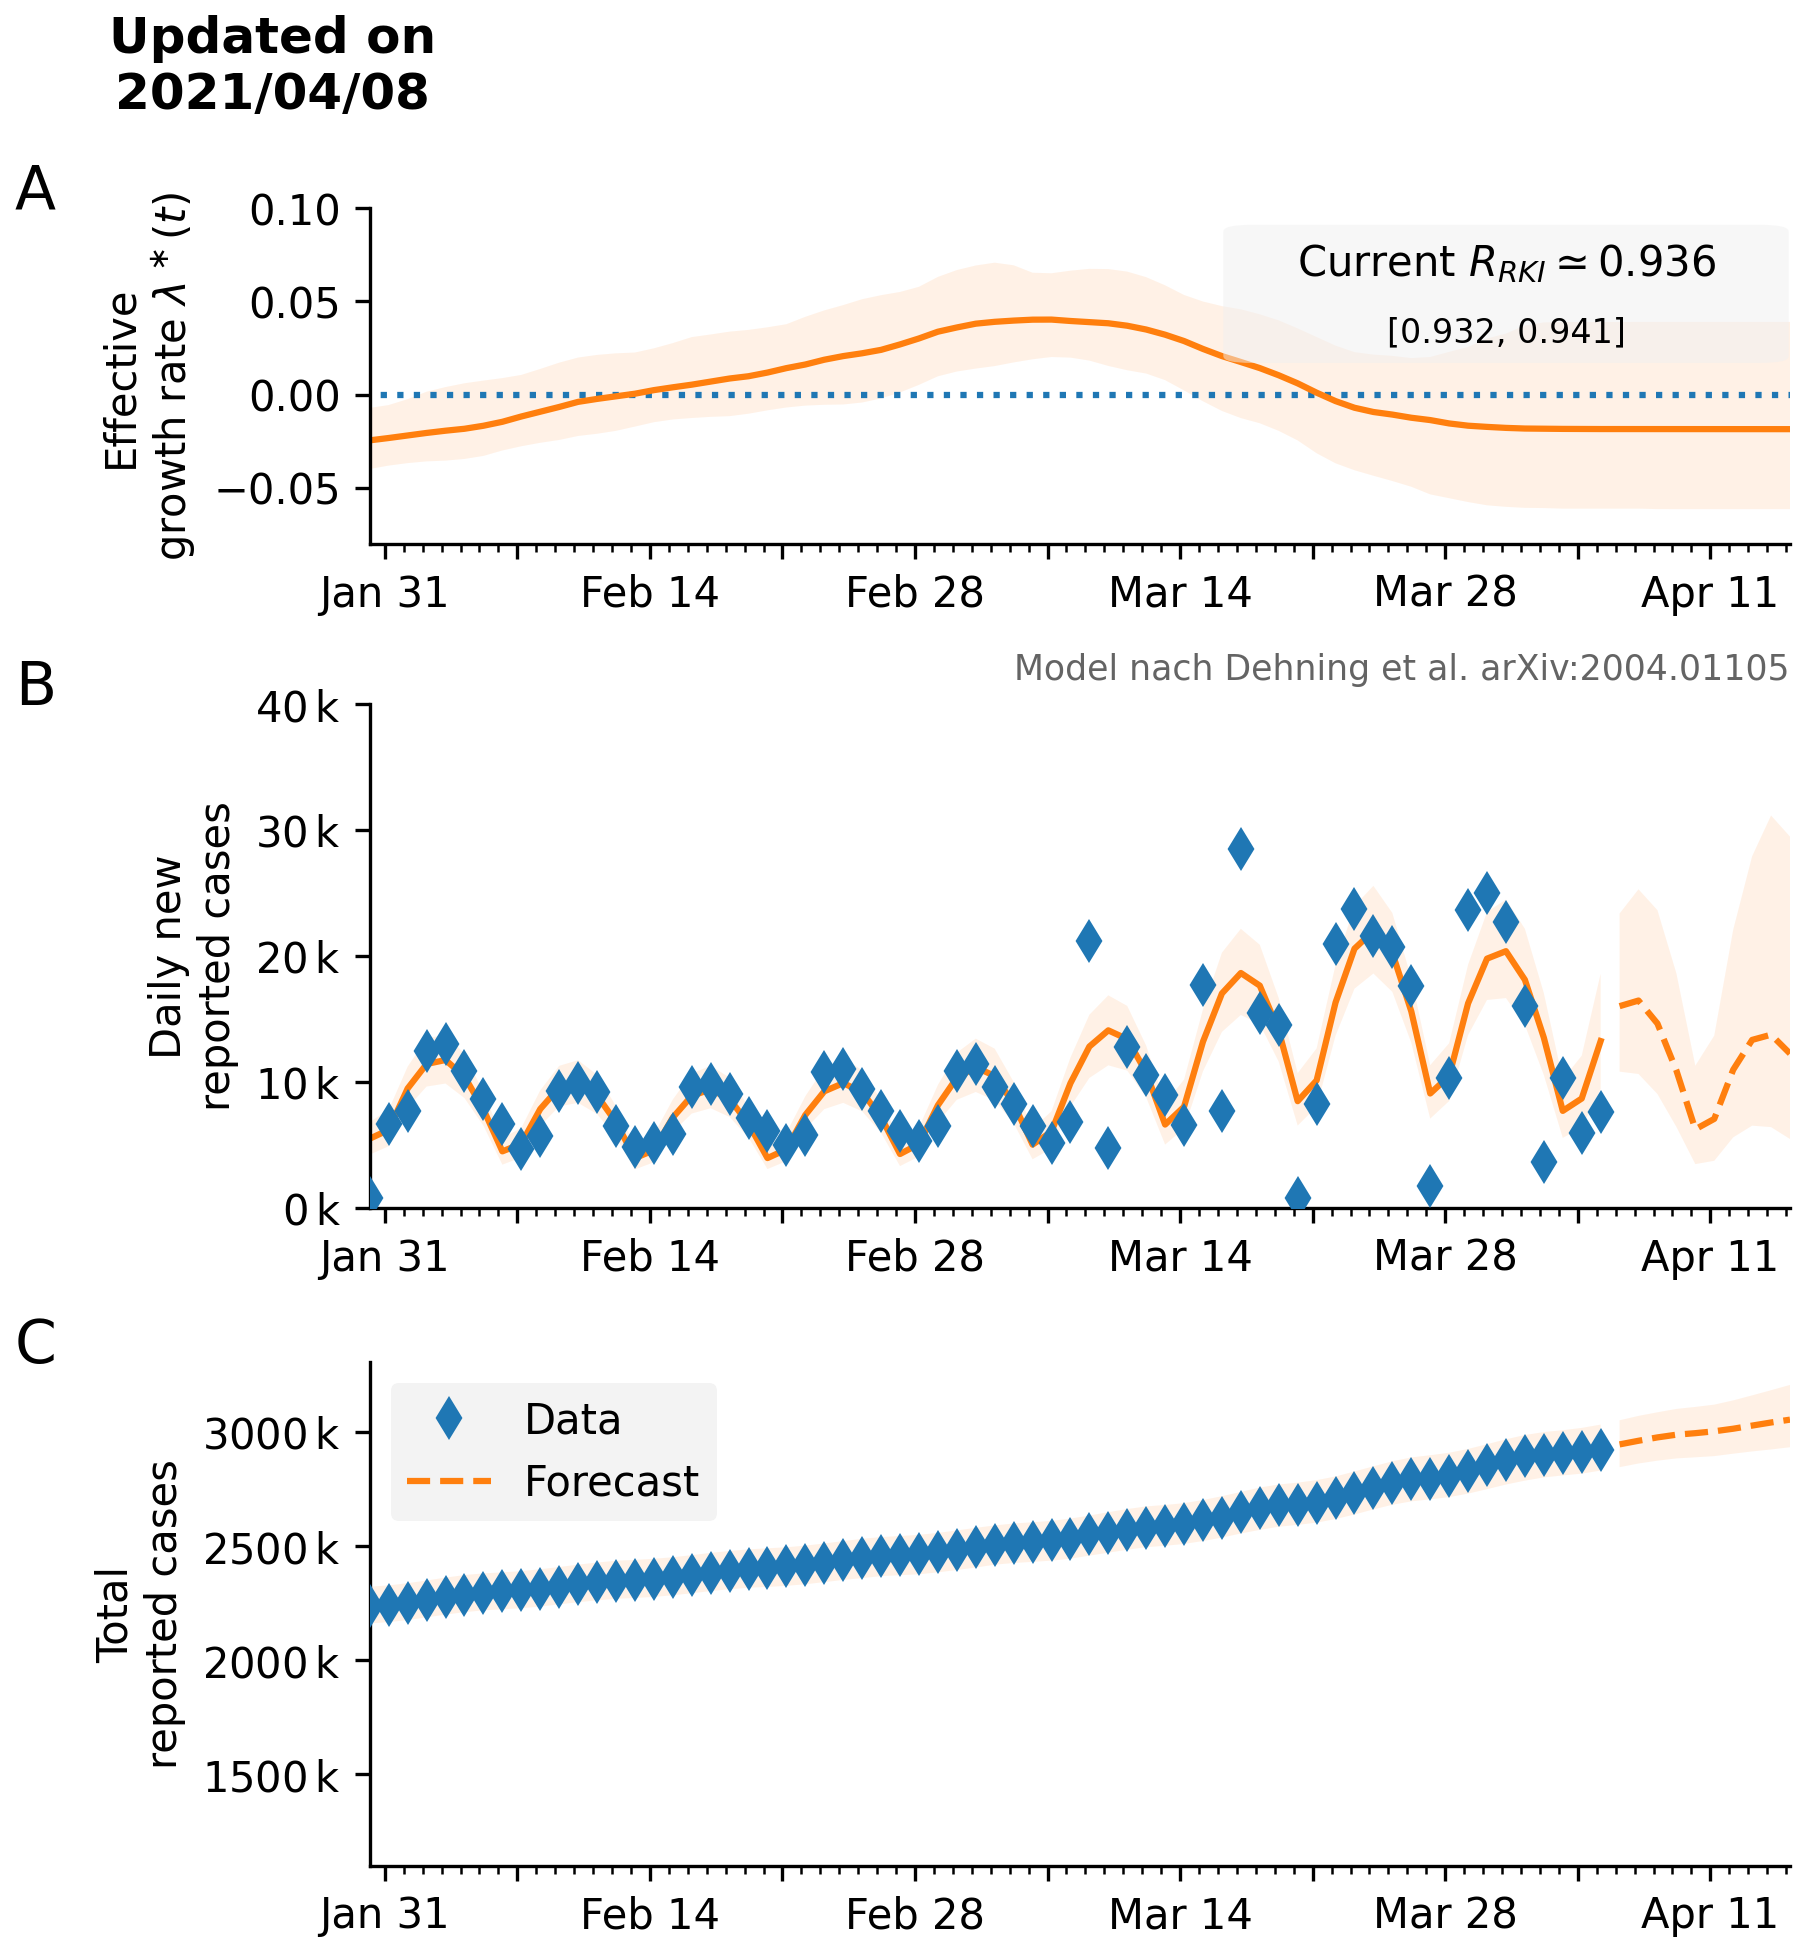 Updated on
2021/04/08
A
Effective
growth rate λ * (t)
0.10
0.05
0.00
−0.05
Current R_RKI ≃ 0.936
[0.932, 0.941]
Jan 31 Feb 14 Feb 28 Mar 14 Mar 28 Apr 11
Model nach Dehning et al. arXiv:2004.01105
B
Daily new
reported cases
40 k
30 k
20 k
10 k
0 k
Jan 31 Feb 14 Feb 28 Mar 14 Mar 28 Apr 11
C
Total
reported cases
3000 k
2500 k
2000 k
1500 k
Data
Forecast
Jan 31 Feb 14 Feb 28 Mar 14 Mar 28 Apr 11